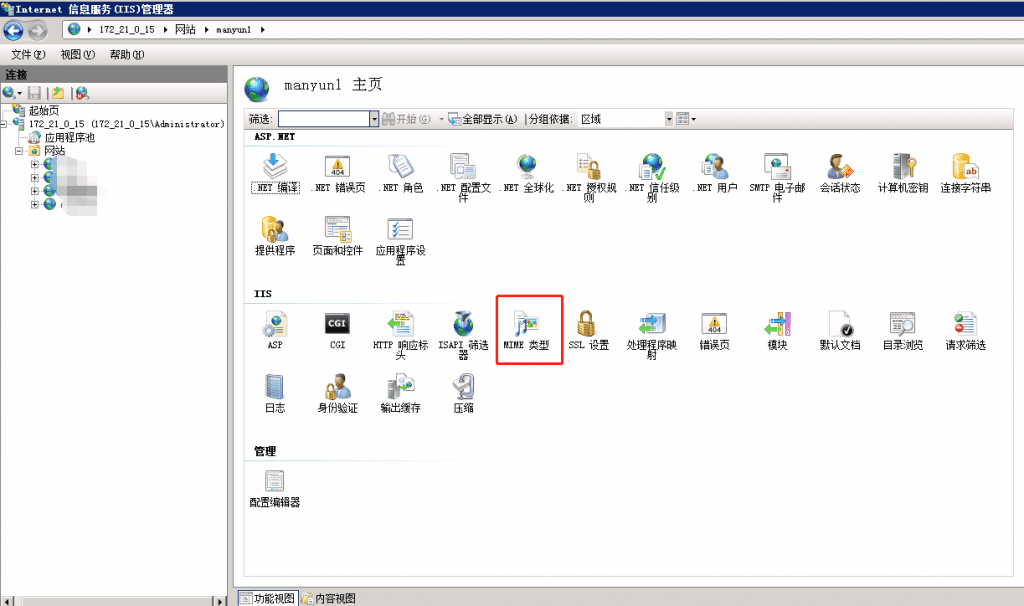 Internet 信息服务(IIS)管理器
172_21_0_15 网站 manyun1
文件(F) 视图(V) 帮助(H)
连接
起始页
172_21_0_15 (172_21_0_15\Administrator)
应用程序池
网站
manyun1 主页
筛选: 开始(G) 全部显示(A) 分组依据: 区域
ASP.NET
.NET 编译 .NET 错误页 .NET 角色 .NET 配置文件 .NET 全球化 .NET 授权规则 .NET 信任级别 .NET 用户 SMTP 电子邮件 会话状态 计算机密钥 连接字符串
提供程序 页面和控件 应用程序设置
IIS
ASP CGI HTTP 响应标头 ISAPI 筛选器 MIME 类型 SSL 设置 处理程序映射 错误页 模块 默认文档 目录浏览 请求筛选
日志 身份验证 输出缓存 压缩
管理
配置编辑器
功能视图 内容视图